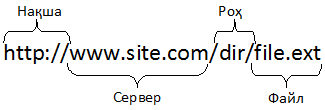 Нақша Роҳ
http://www.site.com/dir/file.ext
Сервер Файл